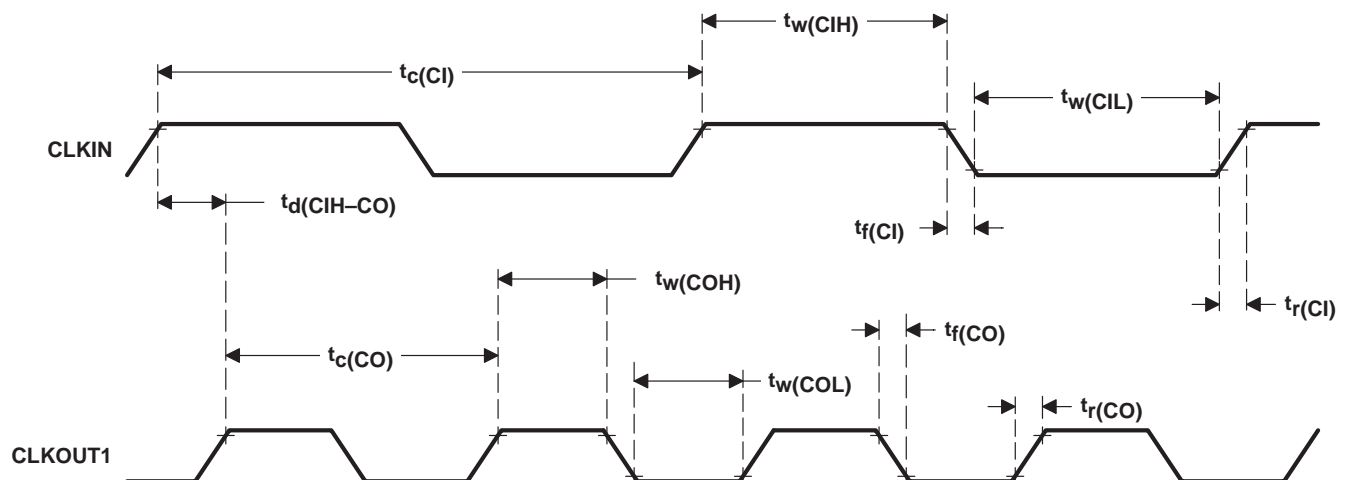 tw(CIH)
tc(CI)
tw(CIL)
CLKIN
td(CIH–CO)
tf(CI)
tw(COH)
tr(CI)
tf(CO)
tc(CO)
tw(COL)
tr(CO)
CLKOUT1